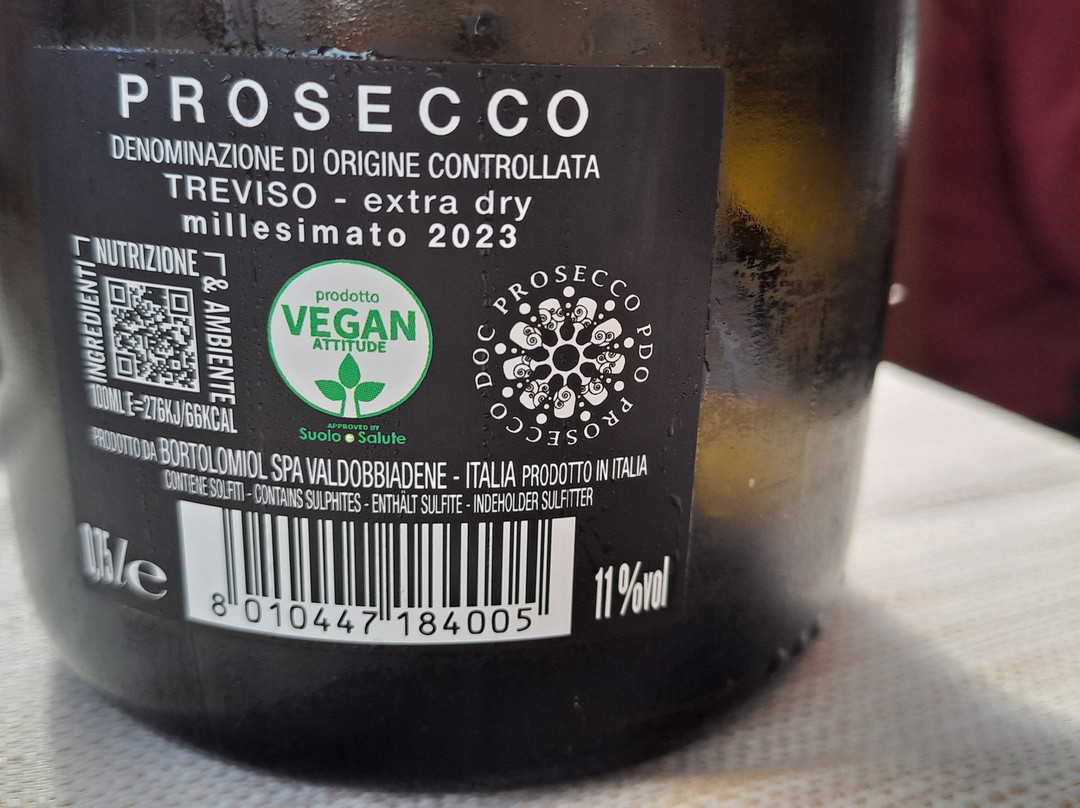 PROSECCO
DENOMINAZIONE DI ORIGINE CONTROLLATA
TREVISO - extra dry
millesimato 2023
INGREDIENTI
NUTRIZIONE
& AMBIENTE
100ML E=276KJ/66KCAL
prodotto
VEGAN
ATTITUDE
APPROVED BY
Suolo e Salute
DOC PROSECCO PDO PROSECCO
PRODOTTO DA BORTOLOMIOL SPA VALDOBBIADENE - ITALIA PRODOTTO IN ITALIA
CONTIENE SOLFITI - CONTAINS SULPHITES - ENTHÄLT SULFITE - INDEHOLDER SULFITTER
0,75 l e
8 010447 184005
11%vol